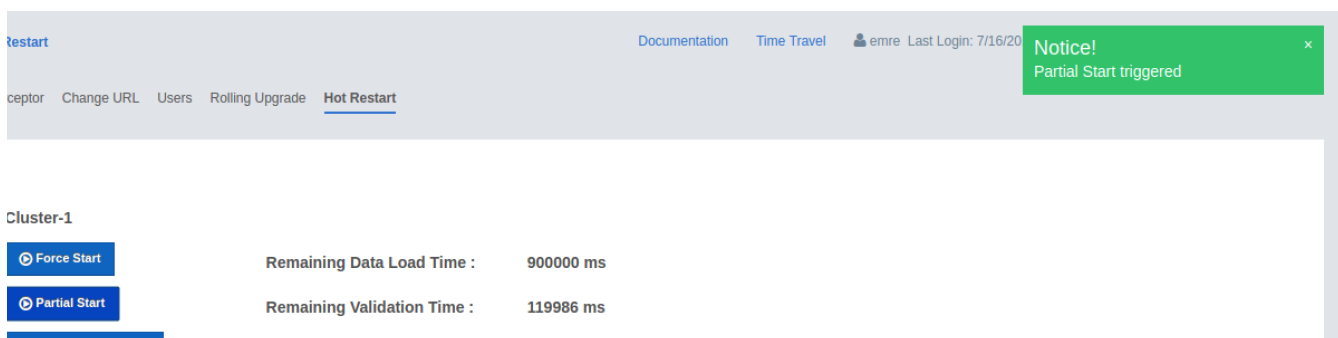 Restart
Documentation Time Travel emre Last Login: 7/16/20
Notice! ×
Partial Start triggered
ceptor Change URL Users Rolling Upgrade Hot Restart
Cluster-1
Force Start Remaining Data Load Time : 900000 ms
Partial Start Remaining Validation Time : 119986 ms